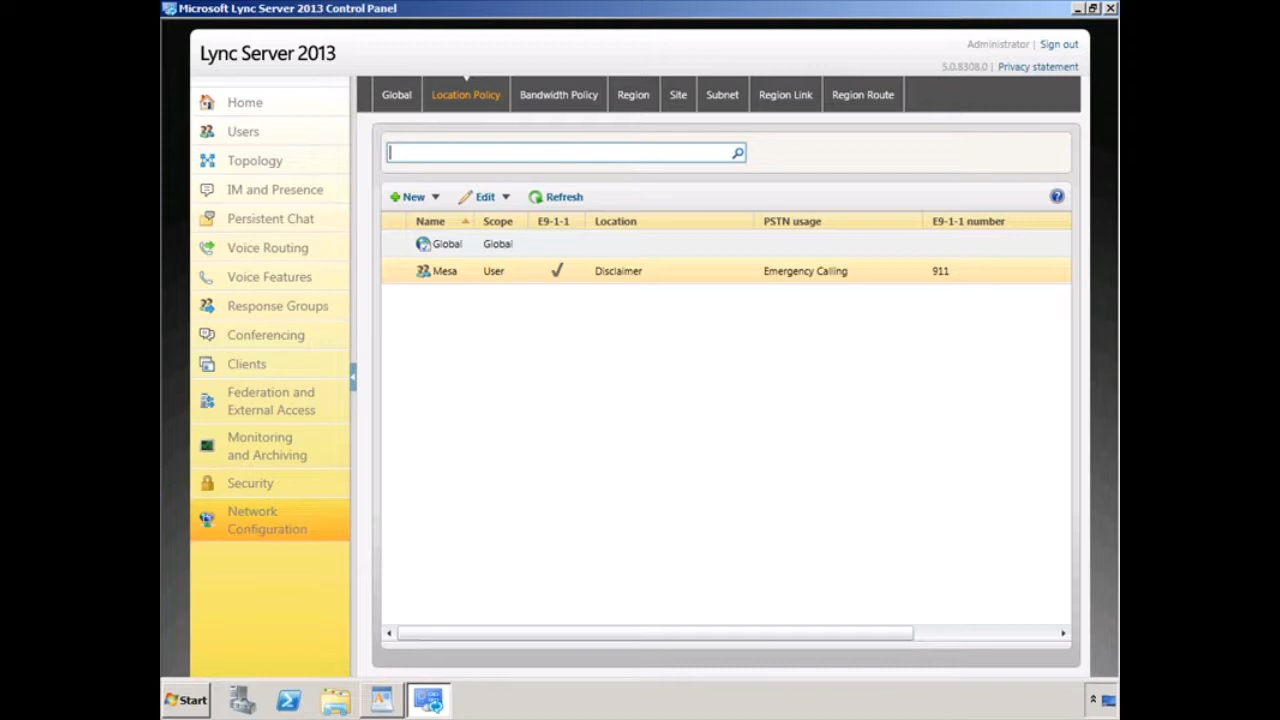 Microsoft Lync Server 2013 Control Panel
Lync Server 2013
Administrator | Sign out
5.0.8308.0 | Privacy statement
Home
Users
Topology
IM and Presence
Persistent Chat
Voice Routing
Voice Features
Response Groups
Conferencing
Clients
Federation and
External Access
Monitoring
and Archiving
Security
Network
Configuration
Global Location Policy Bandwidth Policy Region Site Subnet Region Link Region Route
New Edit Refresh
Name Scope E9-1-1 Location PSTN usage E9-1-1 number
Global Global
Mesa User Disclaimer Emergency Calling 911
Start